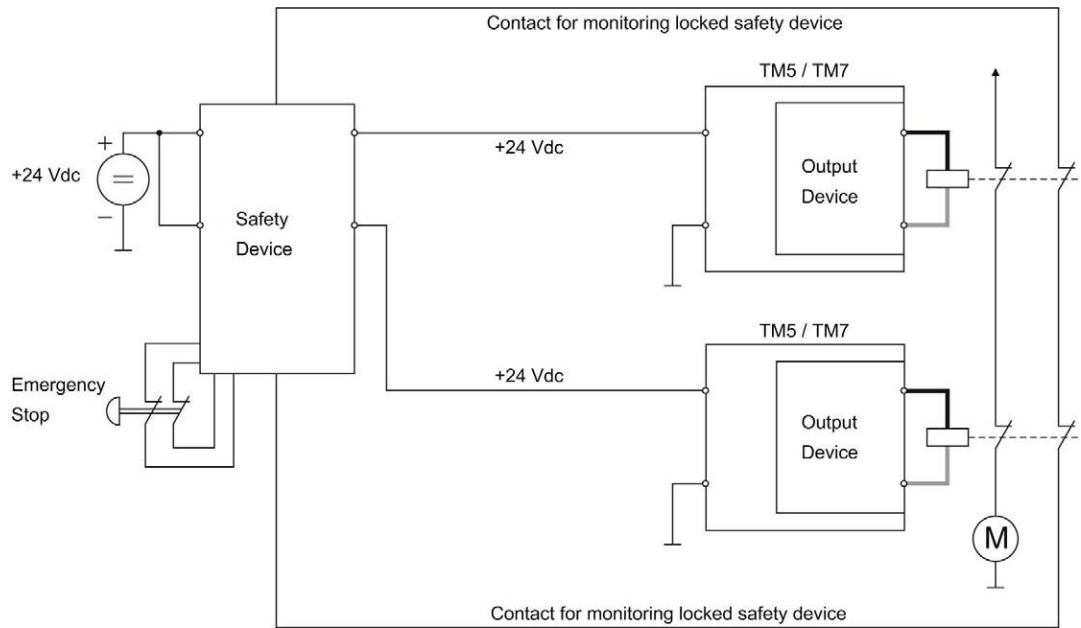 Contact for monitoring locked safety device
TM5 / TM7
+24 Vdc
+
–
+24 Vdc
Safety
Device
Output
Device
TM5 / TM7
+24 Vdc
Emergency
Stop
Output
Device
M
Contact for monitoring locked safety device